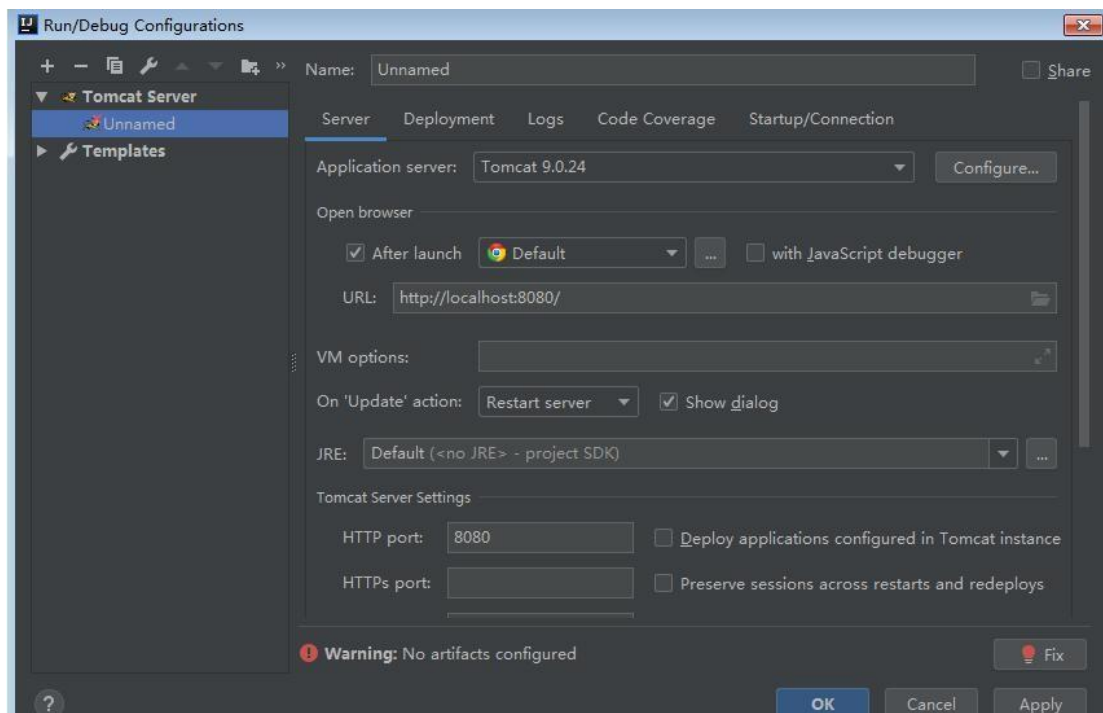 Run/Debug Configurations
Name: Unnamed Share
Tomcat Server
Unnamed
Templates
Server Deployment Logs Code Coverage Startup/Connection
Application server: Tomcat 9.0.24 Configure...
Open browser
After launch Default ... with JavaScript debugger
URL: http://localhost:8080/
VM options:
On 'Update' action: Restart server Show dialog
JRE: Default (<no JRE> - project SDK) ...
Tomcat Server Settings
HTTP port: 8080 Deploy applications configured in Tomcat instance
HTTPs port: Preserve sessions across restarts and redeploys
Warning: No artifacts configured Fix
? OK Cancel Apply